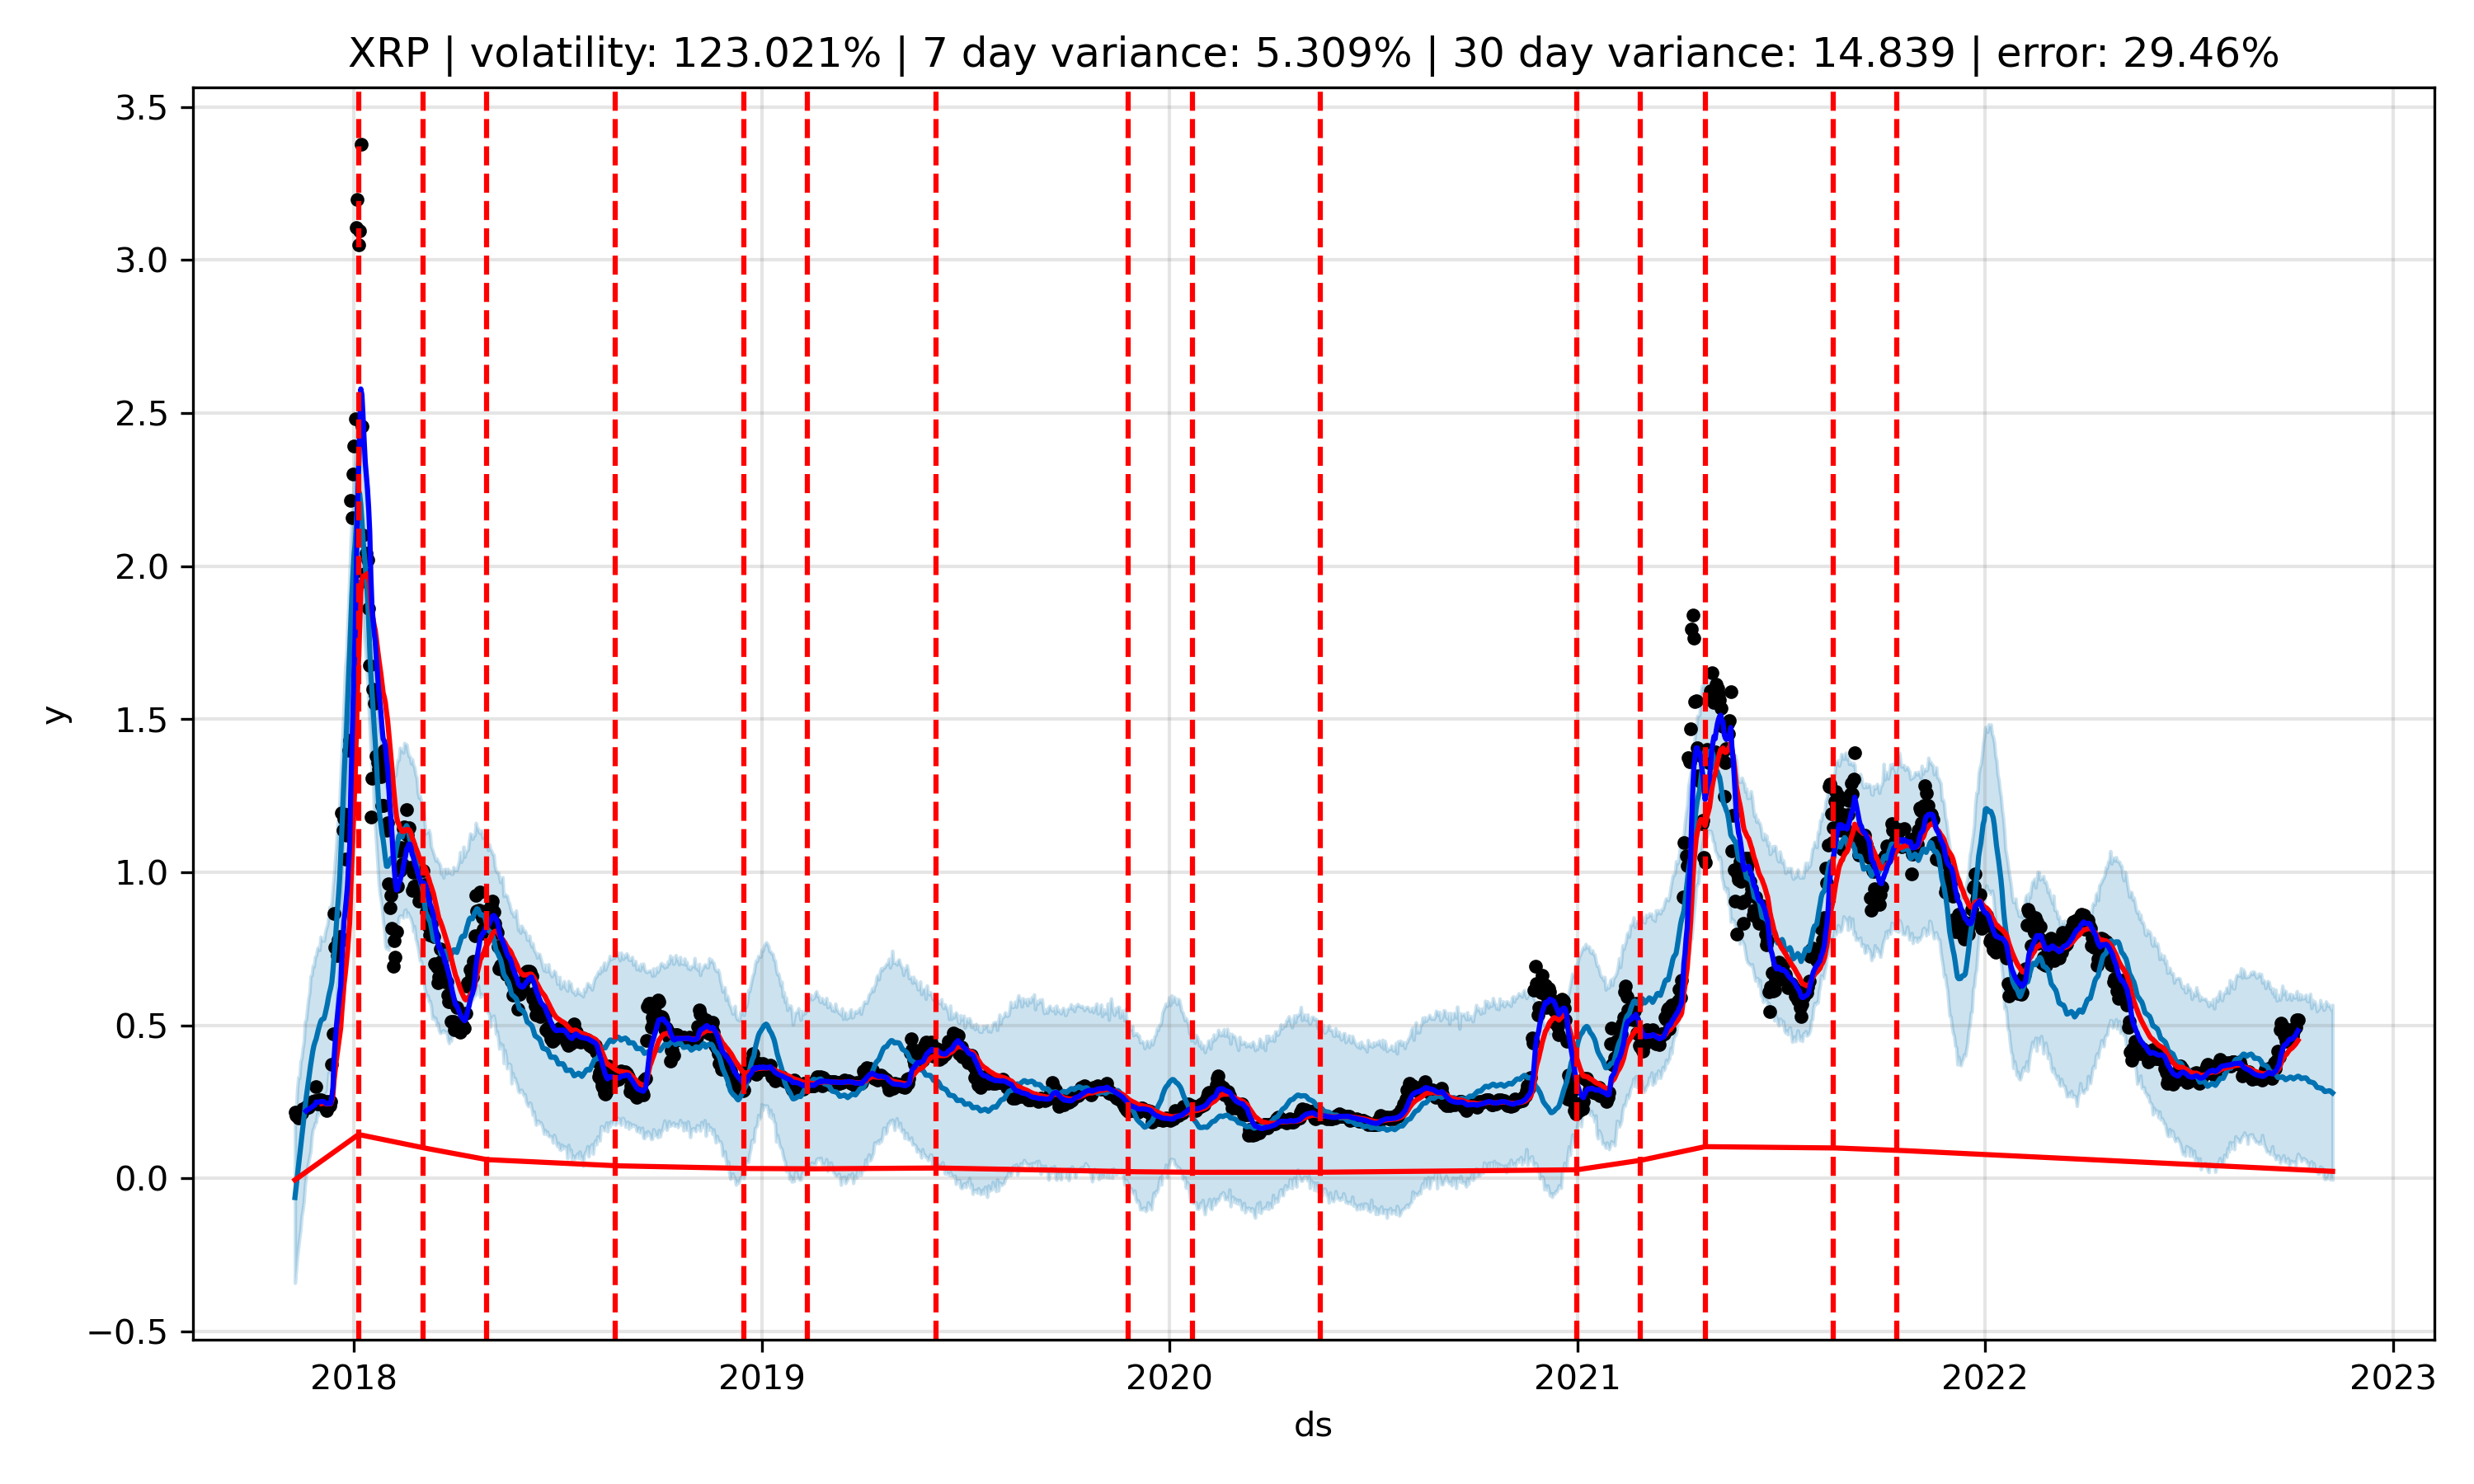 XRP | volatility: 123.021% | 7 day variance: 5.309% | 30 day variance: 14.839 | error: 29.46%
3.5
3.0
2.5
2.0
1.5
1.0
0.5
0.0
−0.5
y
2018 2019 2020 2021 2022 2023
ds